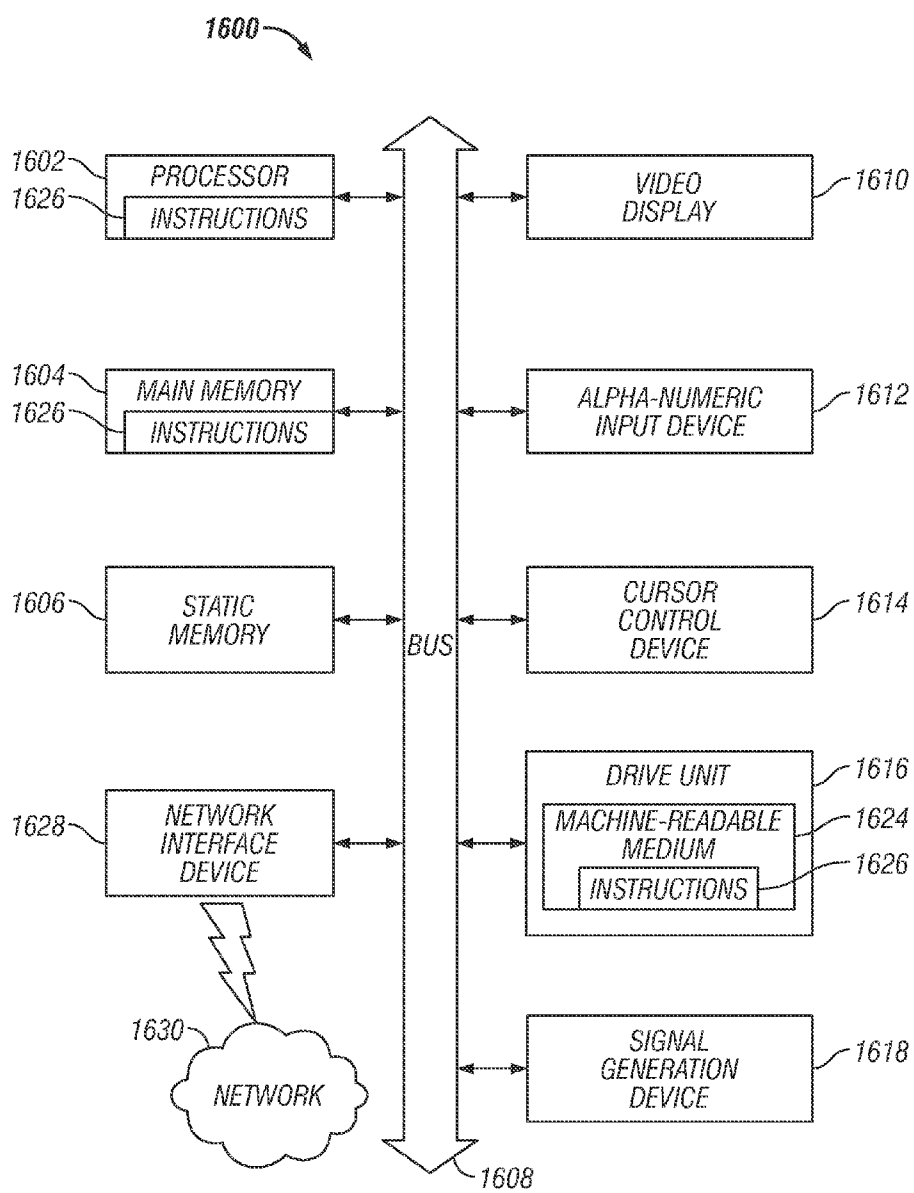 1600
1602
PROCESSOR
1626
INSTRUCTIONS
VIDEO
DISPLAY
1610
1604
MAIN MEMORY
1626
INSTRUCTIONS
ALPHA-NUMERIC
INPUT DEVICE
1612
1606
STATIC
MEMORY
BUS
CURSOR
CONTROL
DEVICE
1614
1628
NETWORK
INTERFACE
DEVICE
DRIVE UNIT
1616
MACHINE-READABLE
MEDIUM
1624
INSTRUCTIONS
1626
1630
NETWORK
SIGNAL
GENERATION
DEVICE
1618
1608